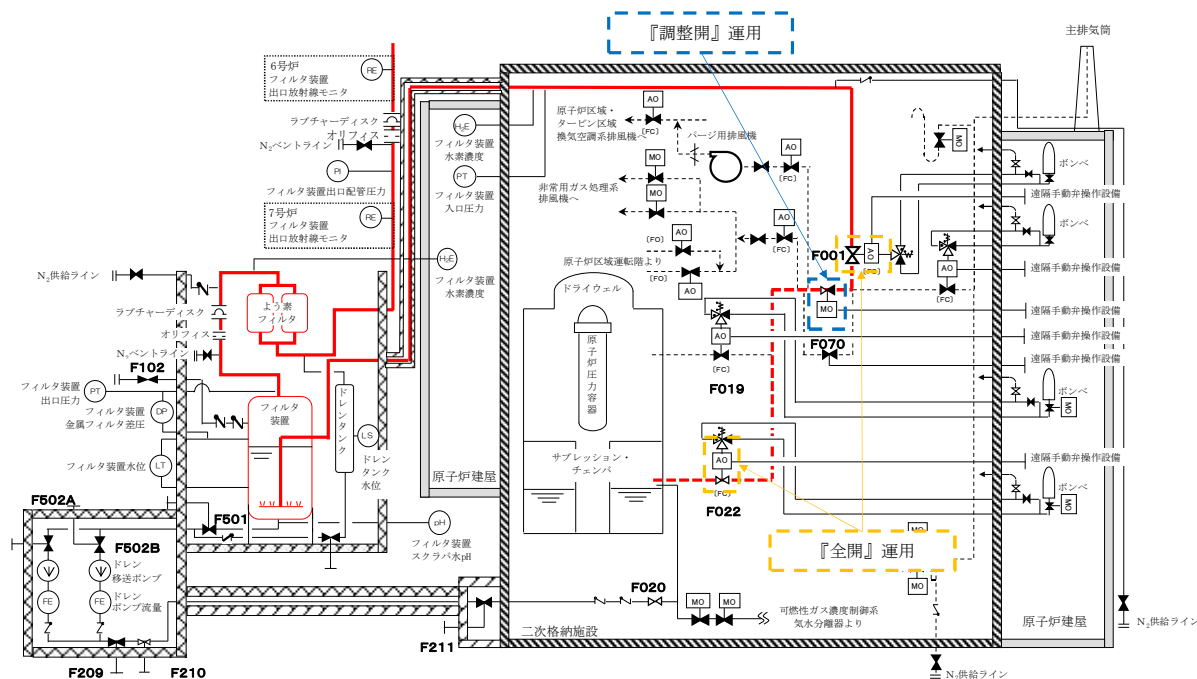 『調整開』運用
主排気筒
6号炉
フィルタ装置
出口放射線モニタ
RE
ラプチャーディスク
オリフィス
N₂ベントライン
PI
フィルタ装置出口配管圧力
7号炉
フィルタ装置
出口放射線モニタ
RE
H₂E
フィルタ装置
水素濃度
PT
フィルタ装置
入口圧力
H₂E
フィルタ装置
水素濃度
原子炉建屋
原子炉区域・
タービン区域
換気空調系排風機へ
AO
(FC)
パージ用排風機
AO
(FC)
MO
MO
非常用ガス処理系
排風機へ
AO
(FC)
(FO)
AO
原子炉区域運転階より
(FO)
AO
MO
ボンベ
遠隔手動弁操作設備
ボンベ
遠隔手動弁操作設備
F001
AO
(FC)
AO
(FC)
遠隔手動弁操作設備
MO
F070
遠隔手動弁操作設備
遠隔手動弁操作設備
遠隔手動弁操作設備
ボンベ
MO
遠隔手動弁操作設備
ボンベ
MO
ドライウェル
原子炉圧力容器
サプレッション・
チェンバ
AO
(FC)
F019
AO
(FC)
F022
『全開』運用
MO
MO
N₂供給ライン
ラプチャーディスク
オリフィス
N₂ベントライン
よう素
フィルタ
F102
PT
フィルタ装置
出口圧力
DP
フィルタ装置
金属フィルタ差圧
フィルタ装置水位
LT
フィルタ
装置
ドレンタンク
LS
ドレン
タンク
水位
F502A
F501
pH
フィルタ装置
スクラバ水pH
F502B
ドレン
移送ポンプ
FE
FE
ドレン
ポンプ流量
F209
F210
F211
二次格納施設
F020
MO
MO
可燃性ガス濃度制御系
気水分離器より
N₂供給ライン
原子炉建屋
N₂供給ライン